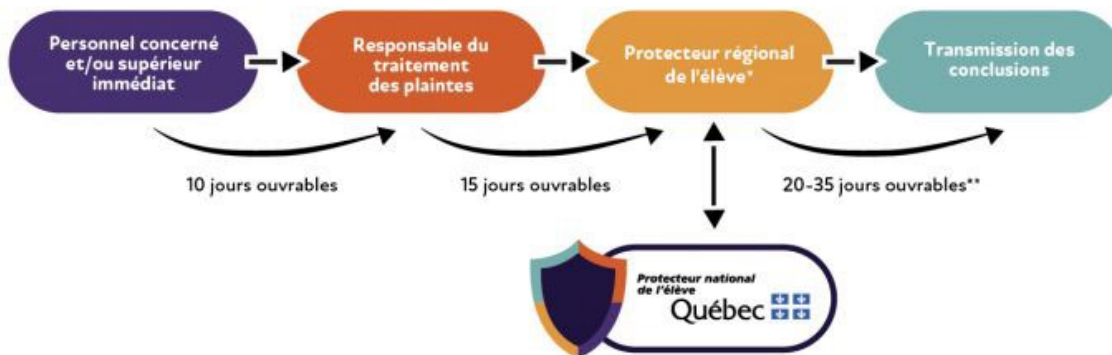 Personnel concerné
et/ou supérieur
immédiat
Responsable du
traitement
des plaintes
Protecteur régional
de l'élève*
Transmission des
conclusions
10 jours ouvrables
15 jours ouvrables
20-35 jours ouvrables**
Protecteur national
de l'élève
Québec